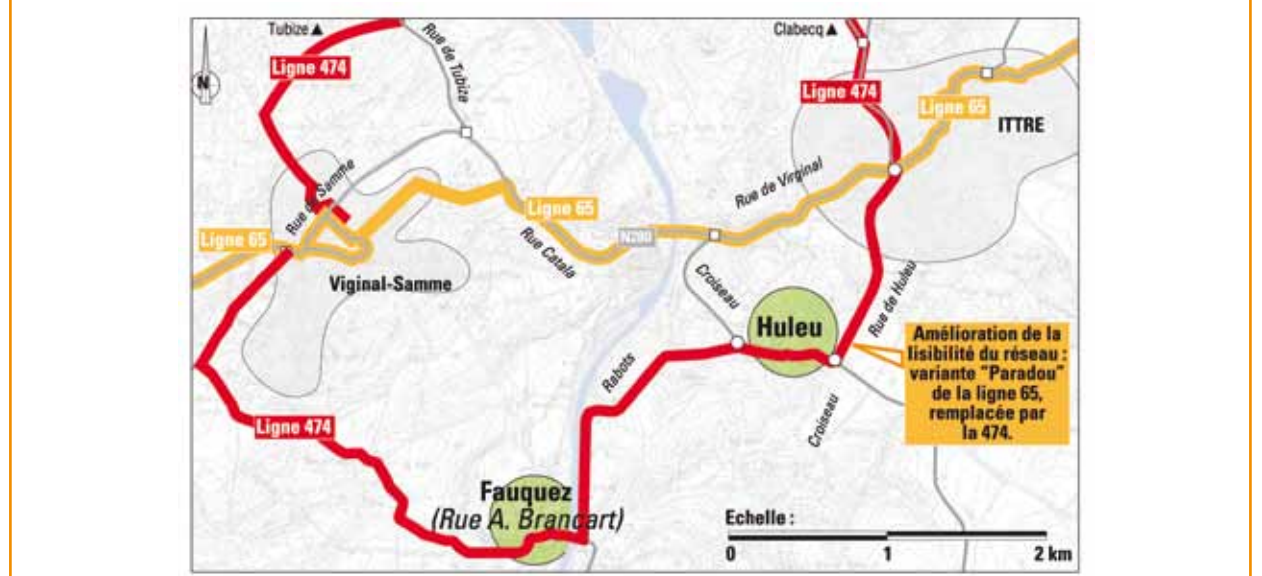 Tubize ▲
Rue de Tubize
Clabecq ▲
Ligne 474
Ligne 474
Ligne 65
ITTRE
N
Rue de Samme
Rue de Virginal
Ligne 65
Ligne 65
N280
Rue Catala
Viginal-Samme
Croiseau
Rue de Huleu
Huleu
Amélioration de la
lisibilité du réseau :
variante "Paradou"
de la ligne 65,
remplacée par
la 474.
Rabots
Croiseau
Ligne 474
Fauquez
(Rue A. Brancart)
Echelle :
0 1 2 km